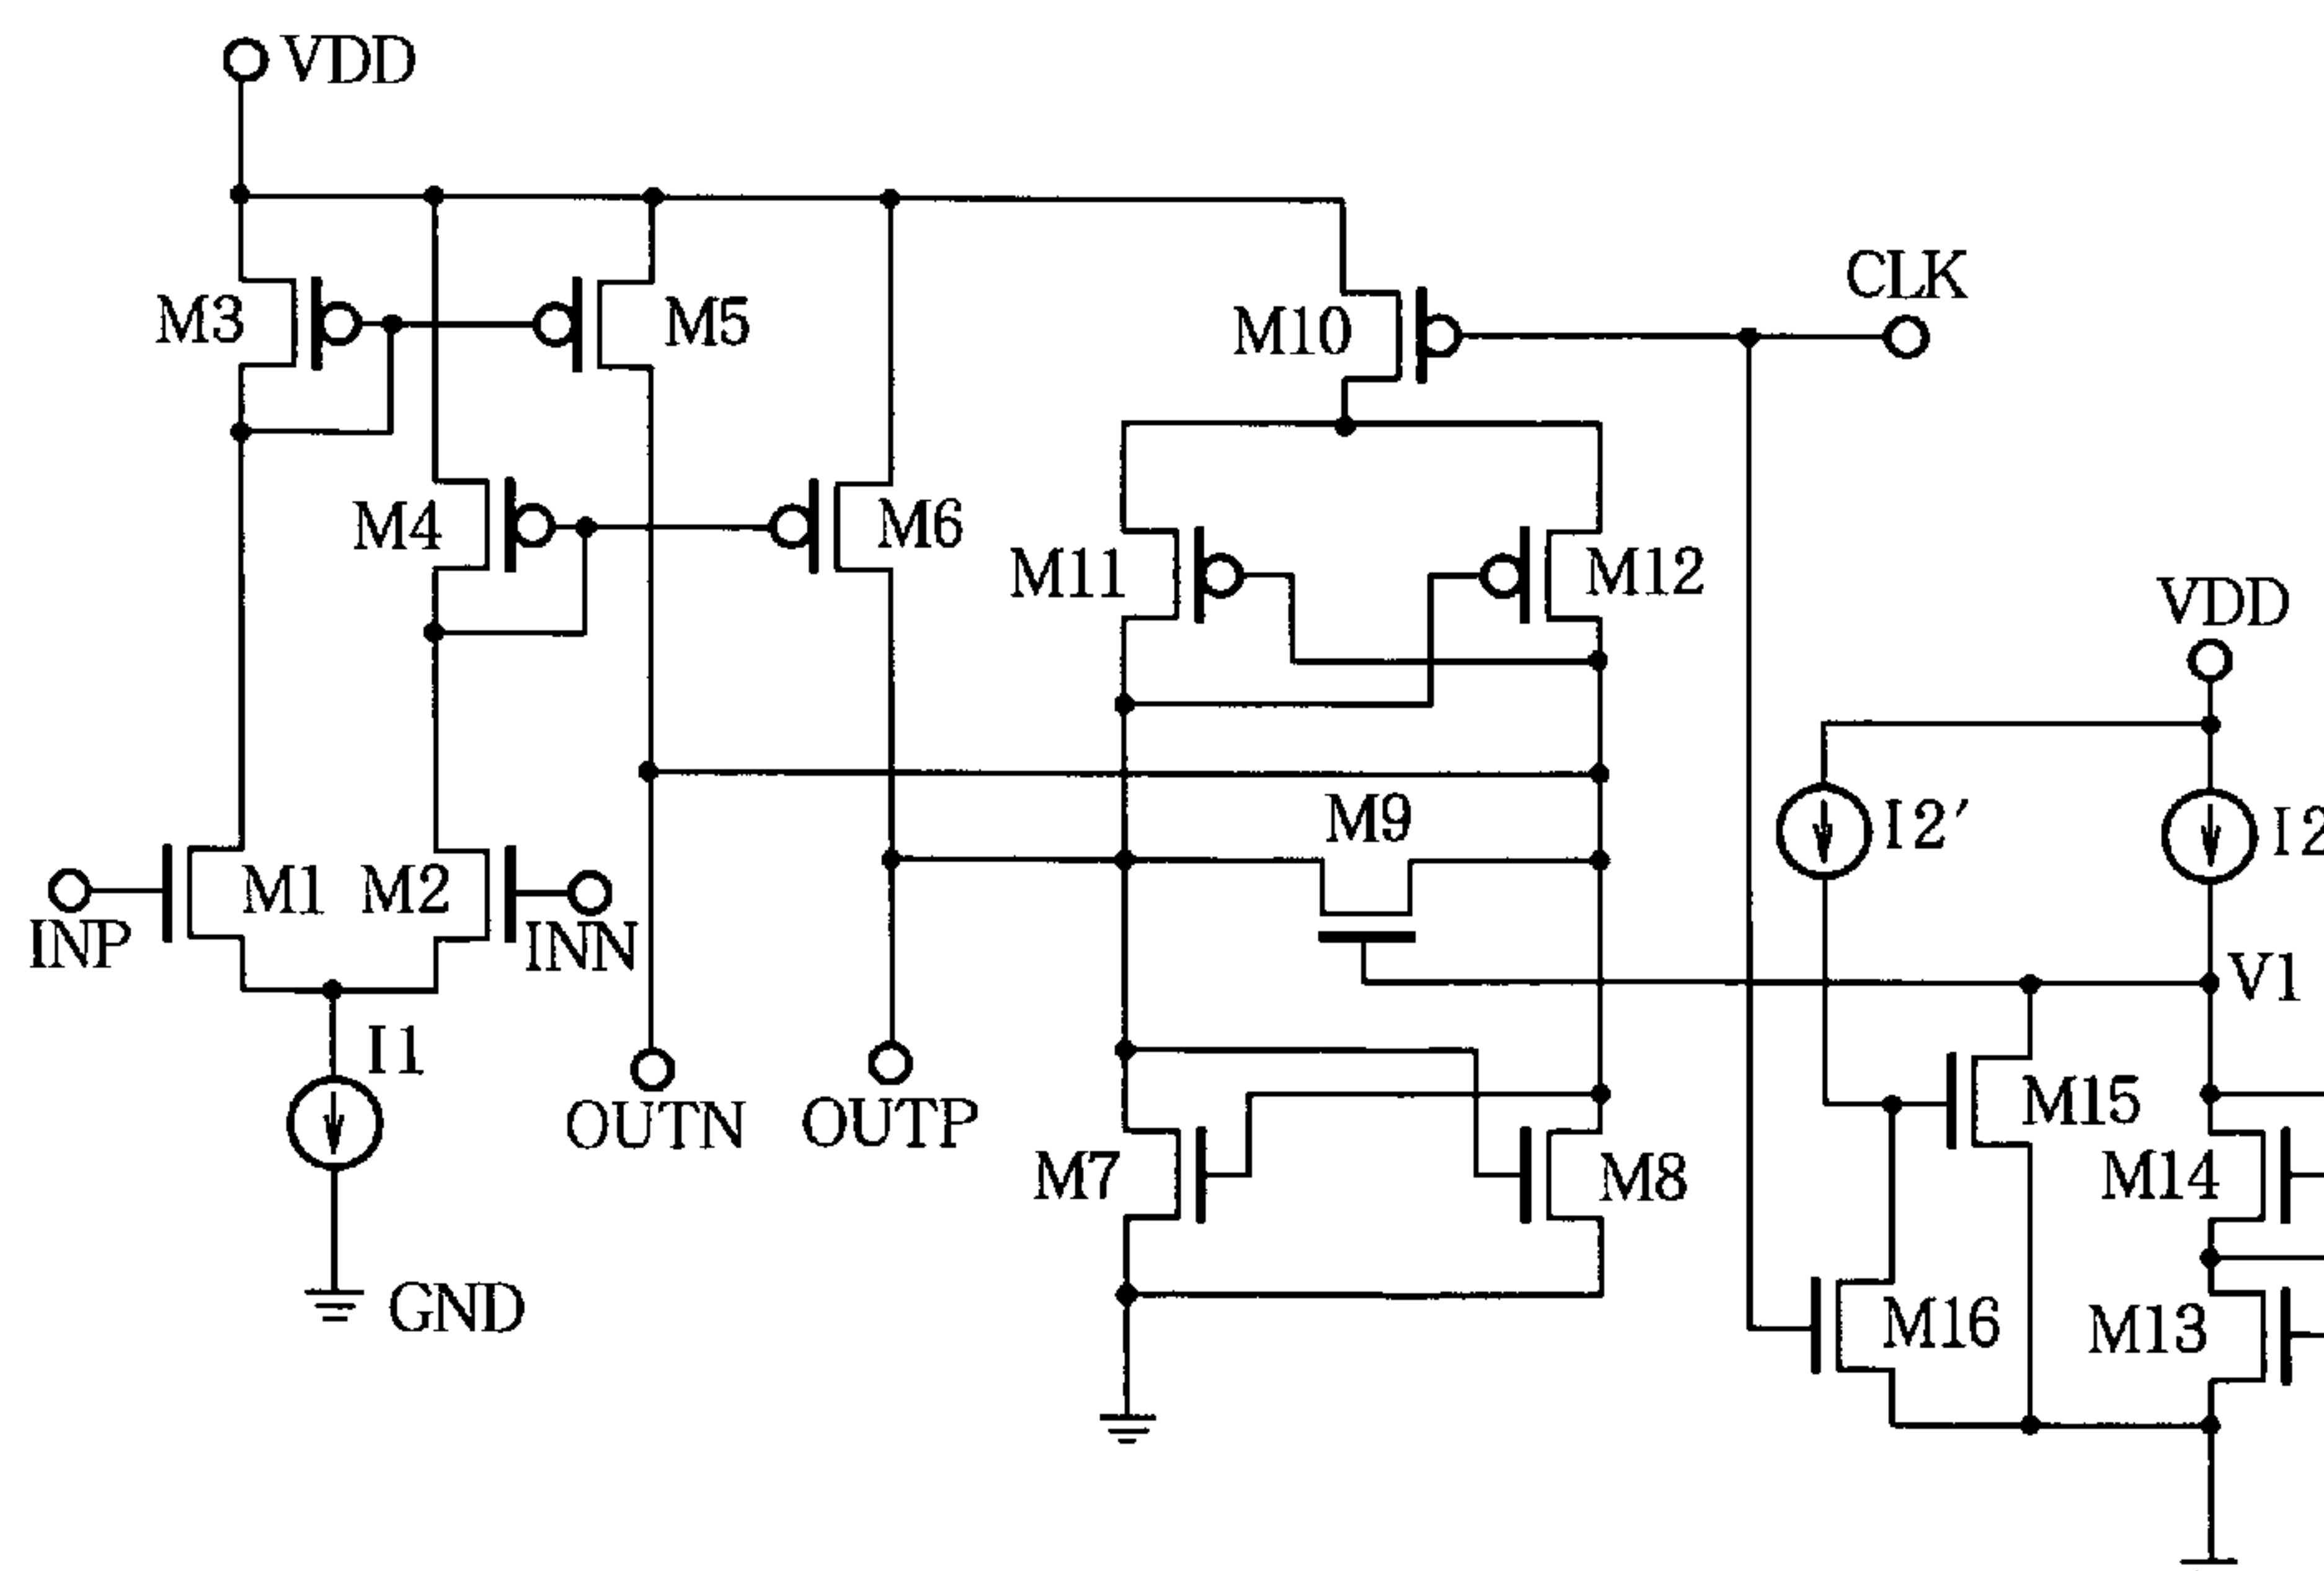 VDD
M3
M5
M10
CLK
M4
M6
M11
M12
VDD
M9
I2′
I2
INP
M1
M2
INN
V1
I1
OUTN
OUTP
M7
M8
M15
M14
GND
M16
M13